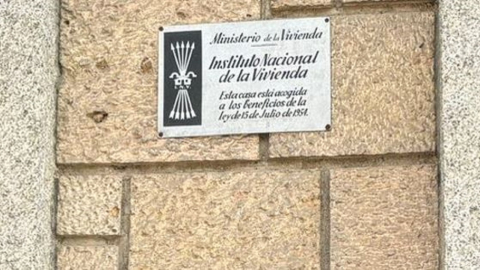 Ministerio de la Vivienda
Instituto Nacional
de la Vivienda
Esta casa está acogida
a los beneficios de la
ley de 15 de Julio de 1954.
I.N.V.